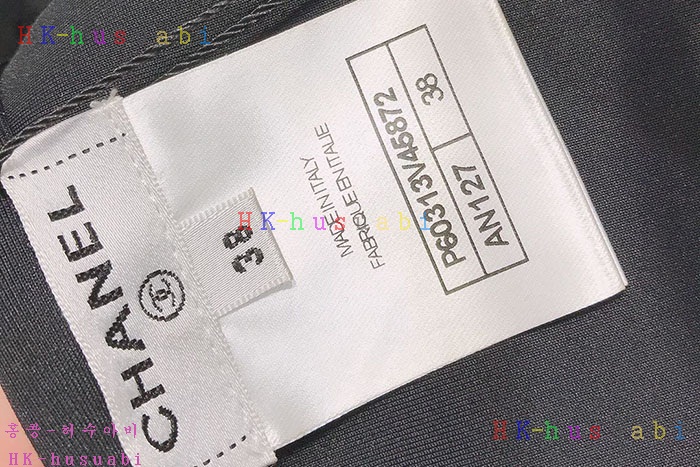 HK-hus abi
CHANEL
38
MADE IN ITALY
FABRIQUE EN ITALIE
P60313V45872
AN127 38
HK-hus abi
홍콩-허수아비
HK-husuabi
HK-hus abi